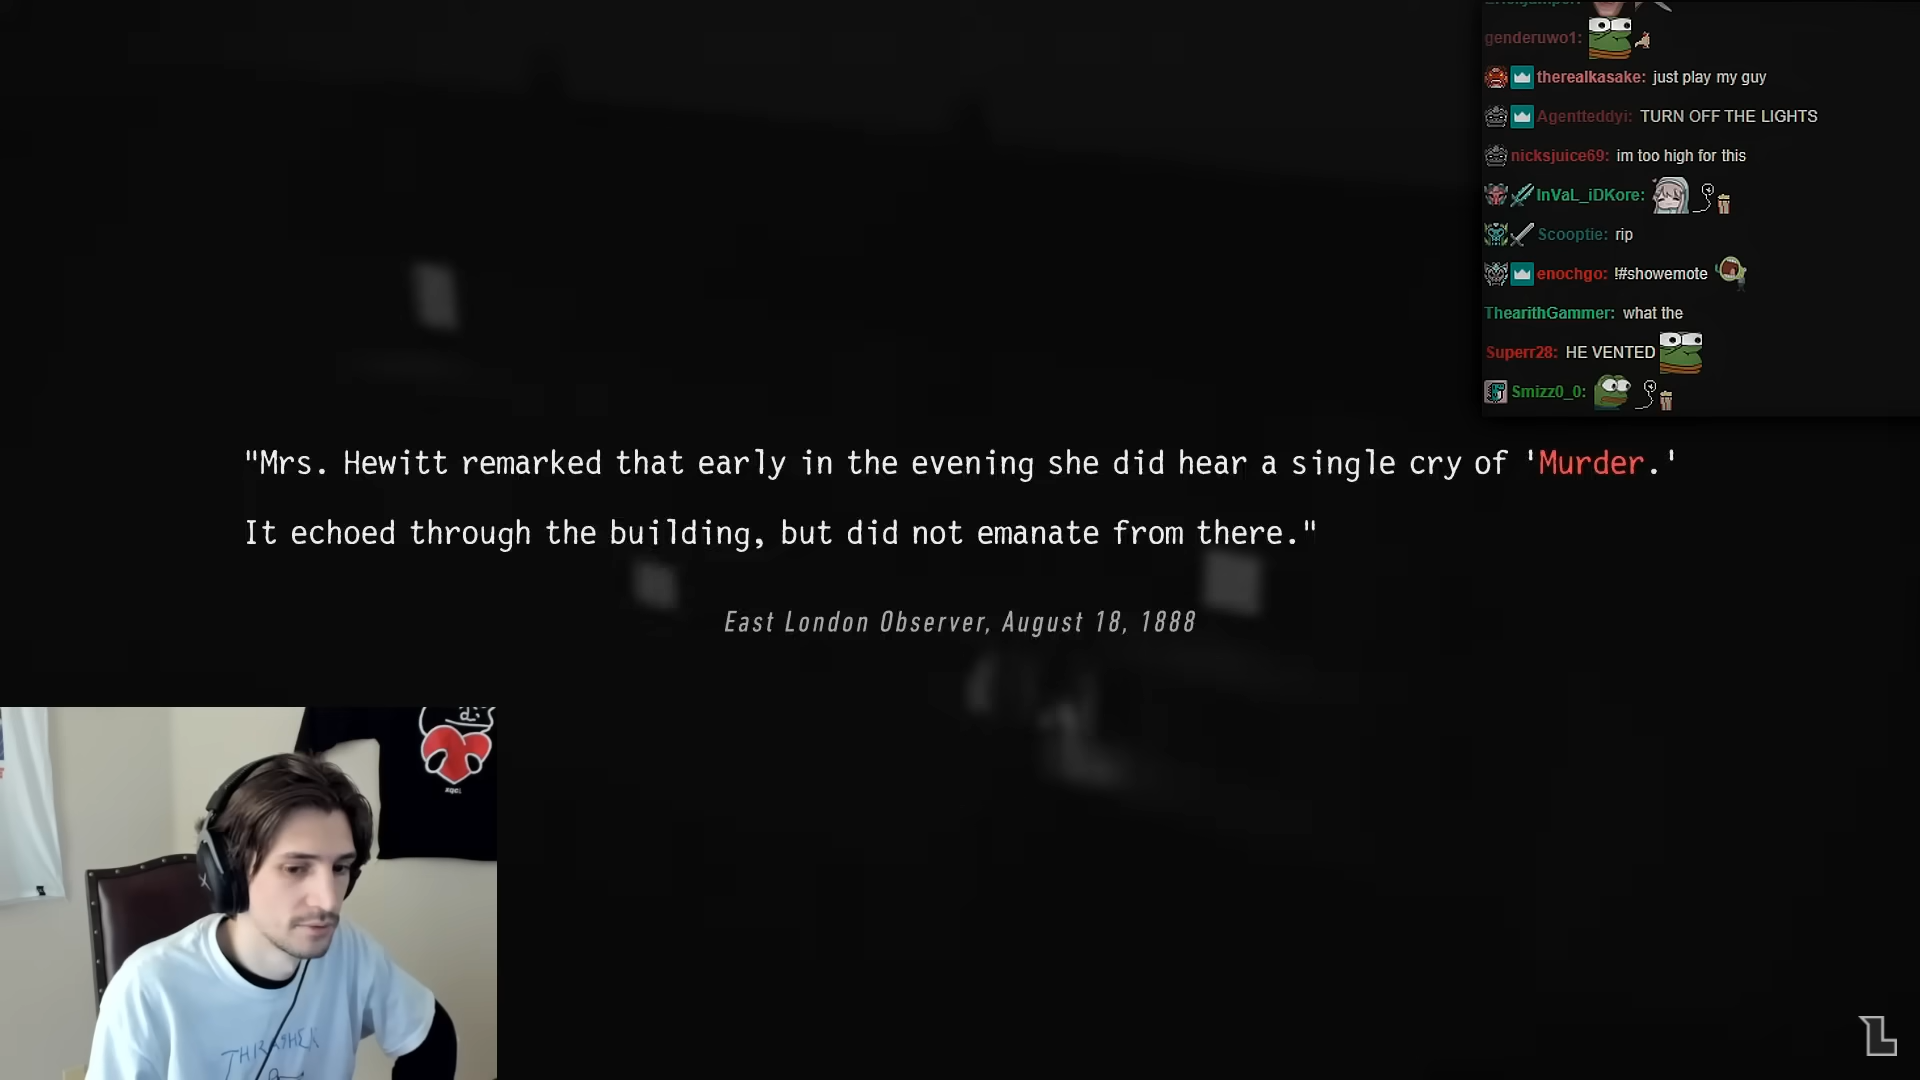 genderuwo1:
therealkasake: just play my guy
Agentteddyi: TURN OFF THE LIGHTS
nicksjuice69: im too high for this
InVaL_iDKore:
Scooptie: rip
enochgo: !#showemote
ThearithGammer: what the
Superr28: HE VENTED
Smizz0_0:
"Mrs. Hewitt remarked that early in the evening she did hear a single cry of 'Murder.'
It echoed through the building, but did not emanate from there."
East London Observer, August 18, 1888
THRASHER